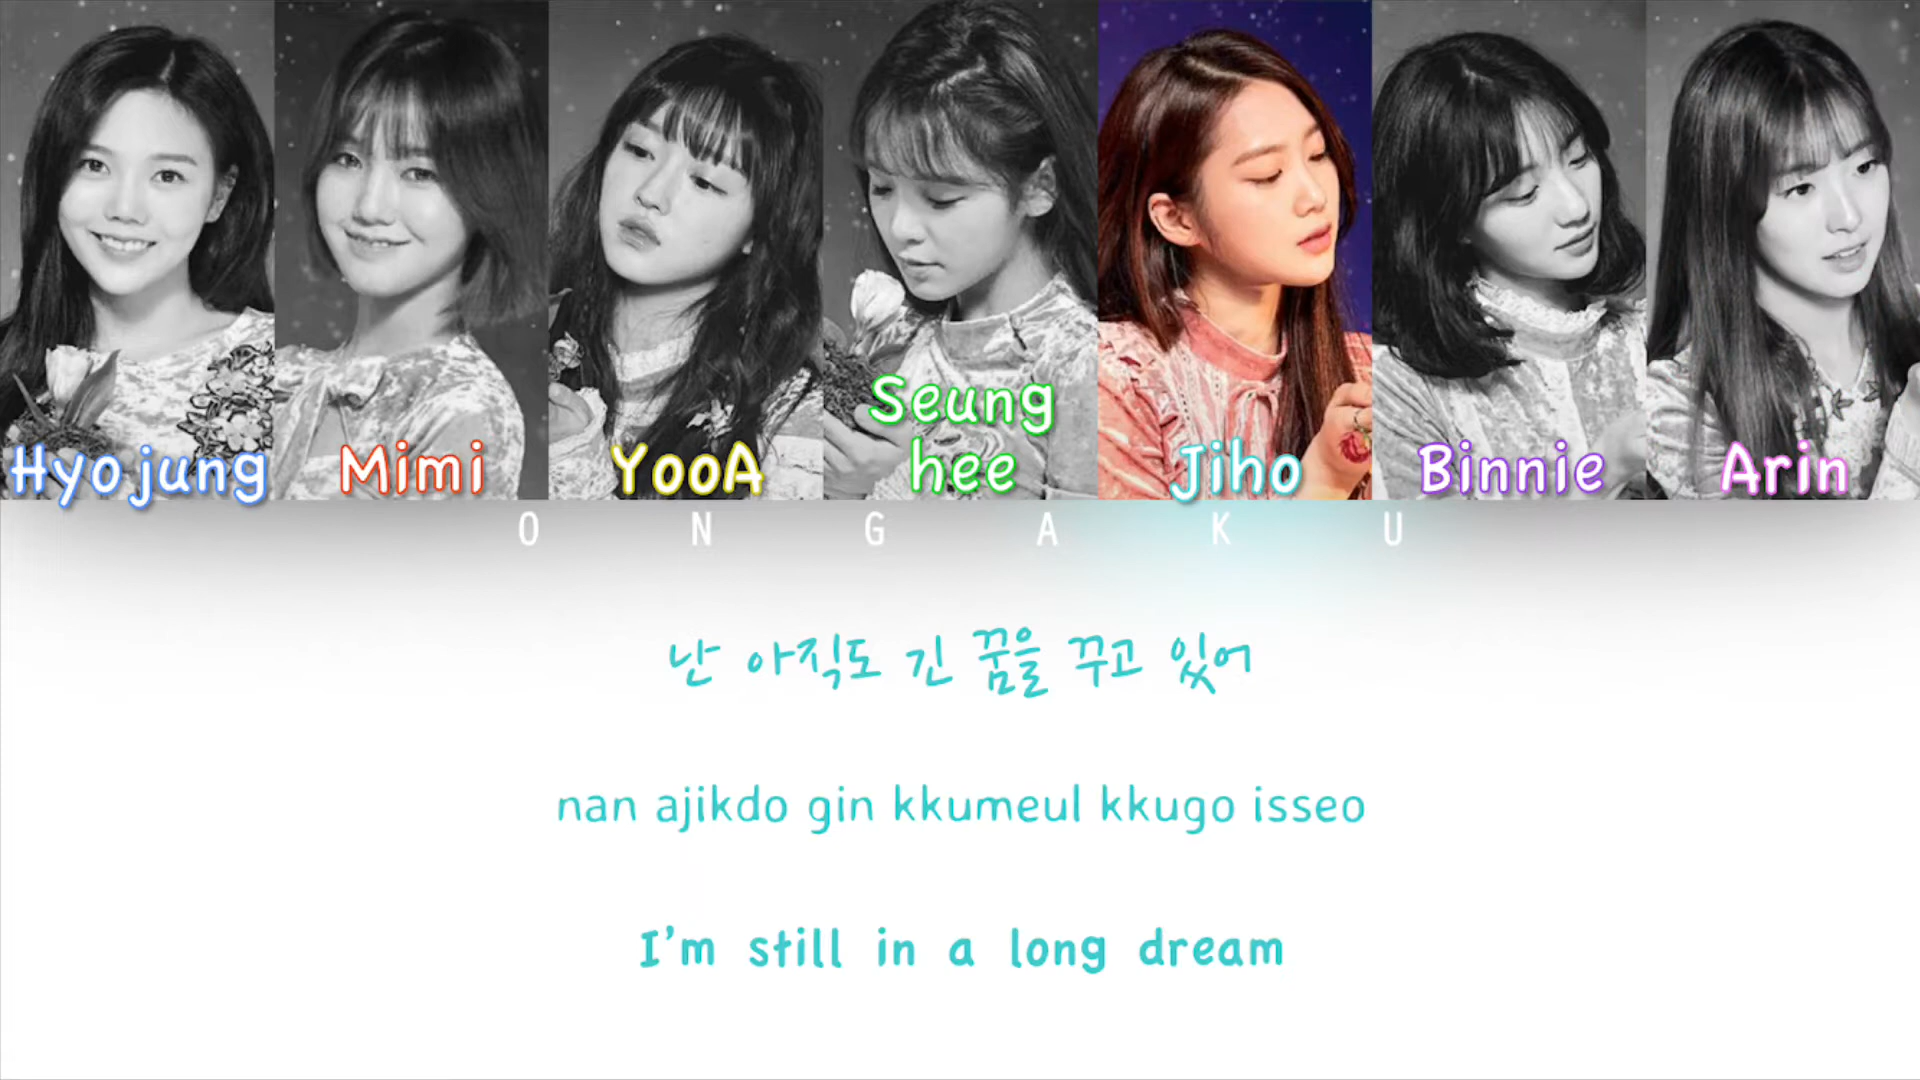 Hyojung
Mimi
YooA
Seung
hee
Jiho
Binnie
Arin
O N G A K U
난 아직도 긴 꿈을 꾸고 있어
nan ajikdo gin kkumeul kkugo isseo
I'm still in a long dream